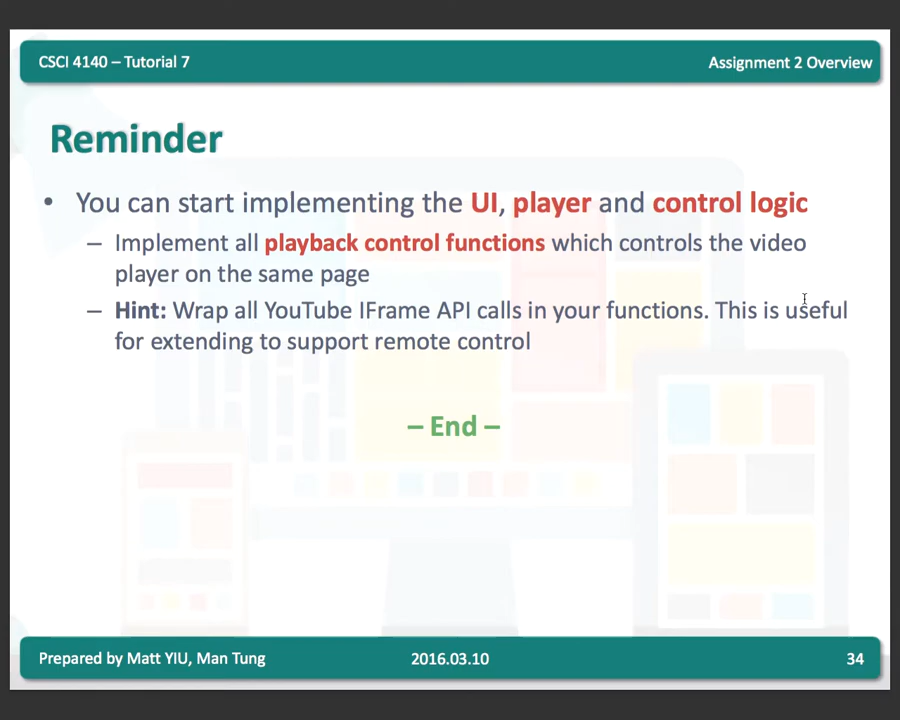 CSCI 4140 – Tutorial 7
Assignment 2 Overview
Reminder
• You can start implementing the UI, player and control logic
– Implement all playback control functions which controls the video
player on the same page
– Hint: Wrap all YouTube IFrame API calls in your functions. This is useful
for extending to support remote control
– End –
Prepared by Matt YIU, Man Tung
2016.03.10
34